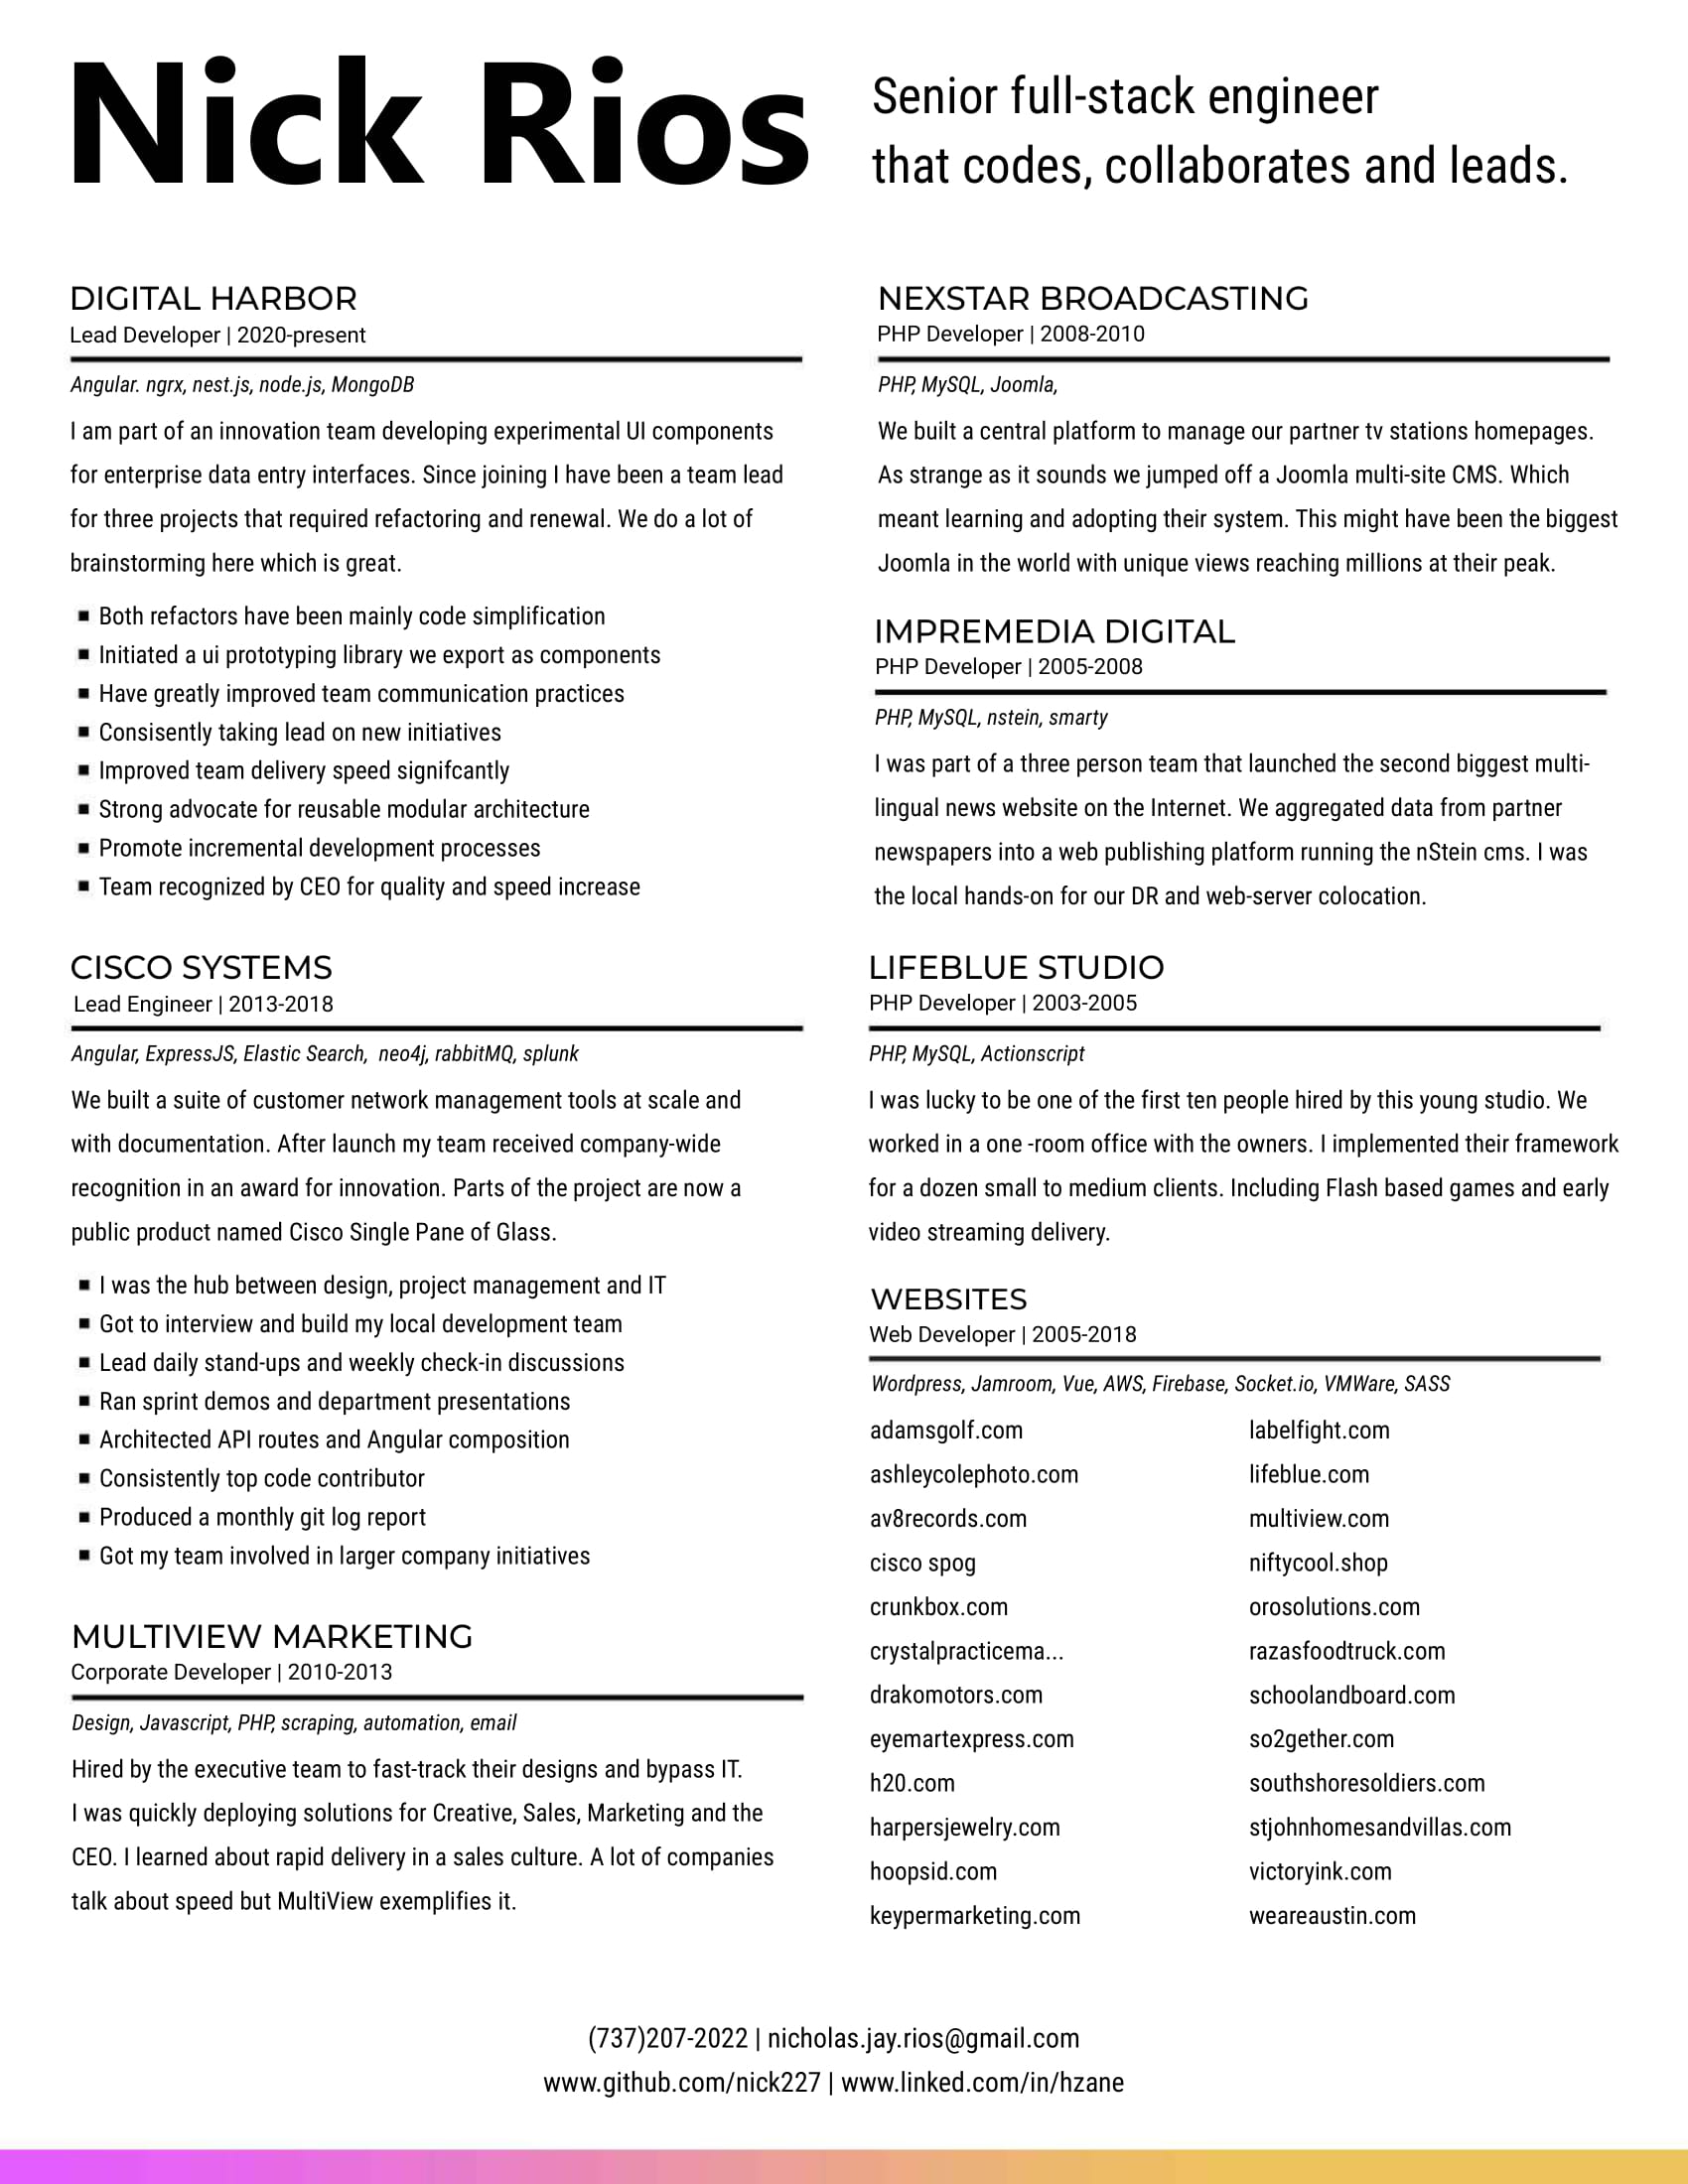 Nick Rios
Senior full-stack engineer
that codes, collaborates and leads.
DIGITAL HARBOR
Lead Developer | 2020-present
Angular. ngrx, nest.js, node.js, MongoDB
I am part of an innovation team developing experimental UI components
for enterprise data entry interfaces. Since joining I have been a team lead
for three projects that required refactoring and renewal. We do a lot of
brainstorming here which is great.
▪ Both refactors have been mainly code simplification
▪ Initiated a ui prototyping library we export as components
▪ Have greatly improved team communication practices
▪ Consisently taking lead on new initiatives
▪ Improved team delivery speed signifcantly
▪ Strong advocate for reusable modular architecture
▪ Promote incremental development processes
▪ Team recognized by CEO for quality and speed increase
CISCO SYSTEMS
Lead Engineer | 2013-2018
Angular, ExpressJS, Elastic Search,  neo4j, rabbitMQ, splunk
We built a suite of customer network management tools at scale and
with documentation. After launch my team received company-wide
recognition in an award for innovation. Parts of the project are now a
public product named Cisco Single Pane of Glass.
▪ I was the hub between design, project management and IT
▪ Got to interview and build my local development team
▪ Lead daily stand-ups and weekly check-in discussions
▪ Ran sprint demos and department presentations
▪ Architected API routes and Angular composition
▪ Consistently top code contributor
▪ Produced a monthly git log report
▪ Got my team involved in larger company initiatives
MULTIVIEW MARKETING
Corporate Developer | 2010-2013
Design, Javascript, PHP, scraping, automation, email
Hired by the executive team to fast-track their designs and bypass IT.
I was quickly deploying solutions for Creative, Sales, Marketing and the
CEO. I learned about rapid delivery in a sales culture. A lot of companies
talk about speed but MultiView exemplifies it.
NEXSTAR BROADCASTING
PHP Developer | 2008-2010
PHP, MySQL, Joomla,
We built a central platform to manage our partner tv stations homepages.
As strange as it sounds we jumped off a Joomla multi-site CMS. Which
meant learning and adopting their system. This might have been the biggest
Joomla in the world with unique views reaching millions at their peak.
IMPREMEDIA DIGITAL
PHP Developer | 2005-2008
PHP, MySQL, nstein, smarty
I was part of a three person team that launched the second biggest multi-
lingual news website on the Internet. We aggregated data from partner
newspapers into a web publishing platform running the nStein cms. I was
the local hands-on for our DR and web-server colocation.
LIFEBLUE STUDIO
PHP Developer | 2003-2005
PHP, MySQL, Actionscript
I was lucky to be one of the first ten people hired by this young studio. We
worked in a one -room office with the owners. I implemented their framework
for a dozen small to medium clients. Including Flash based games and early
video streaming delivery.
WEBSITES
Web Developer | 2005-2018
Wordpress, Jamroom, Vue, AWS, Firebase, Socket.io, VMWare, SASS
adamsgolf.com
ashleycolephoto.com
av8records.com
cisco spog
crunkbox.com
crystalpracticema...
drakomotors.com
eyemartexpress.com
h20.com
harpersjewelry.com
hoopsid.com
keypermarketing.com
labelfight.com
lifeblue.com
multiview.com
niftycool.shop
orosolutions.com
razasfoodtruck.com
schoolandboard.com
so2gether.com
southshoresoldiers.com
stjohnhomesandvillas.com
victoryink.com
weareaustin.com
(737)207-2022 | nicholas.jay.rios@gmail.com
www.github.com/nick227 | www.linked.com/in/hzane